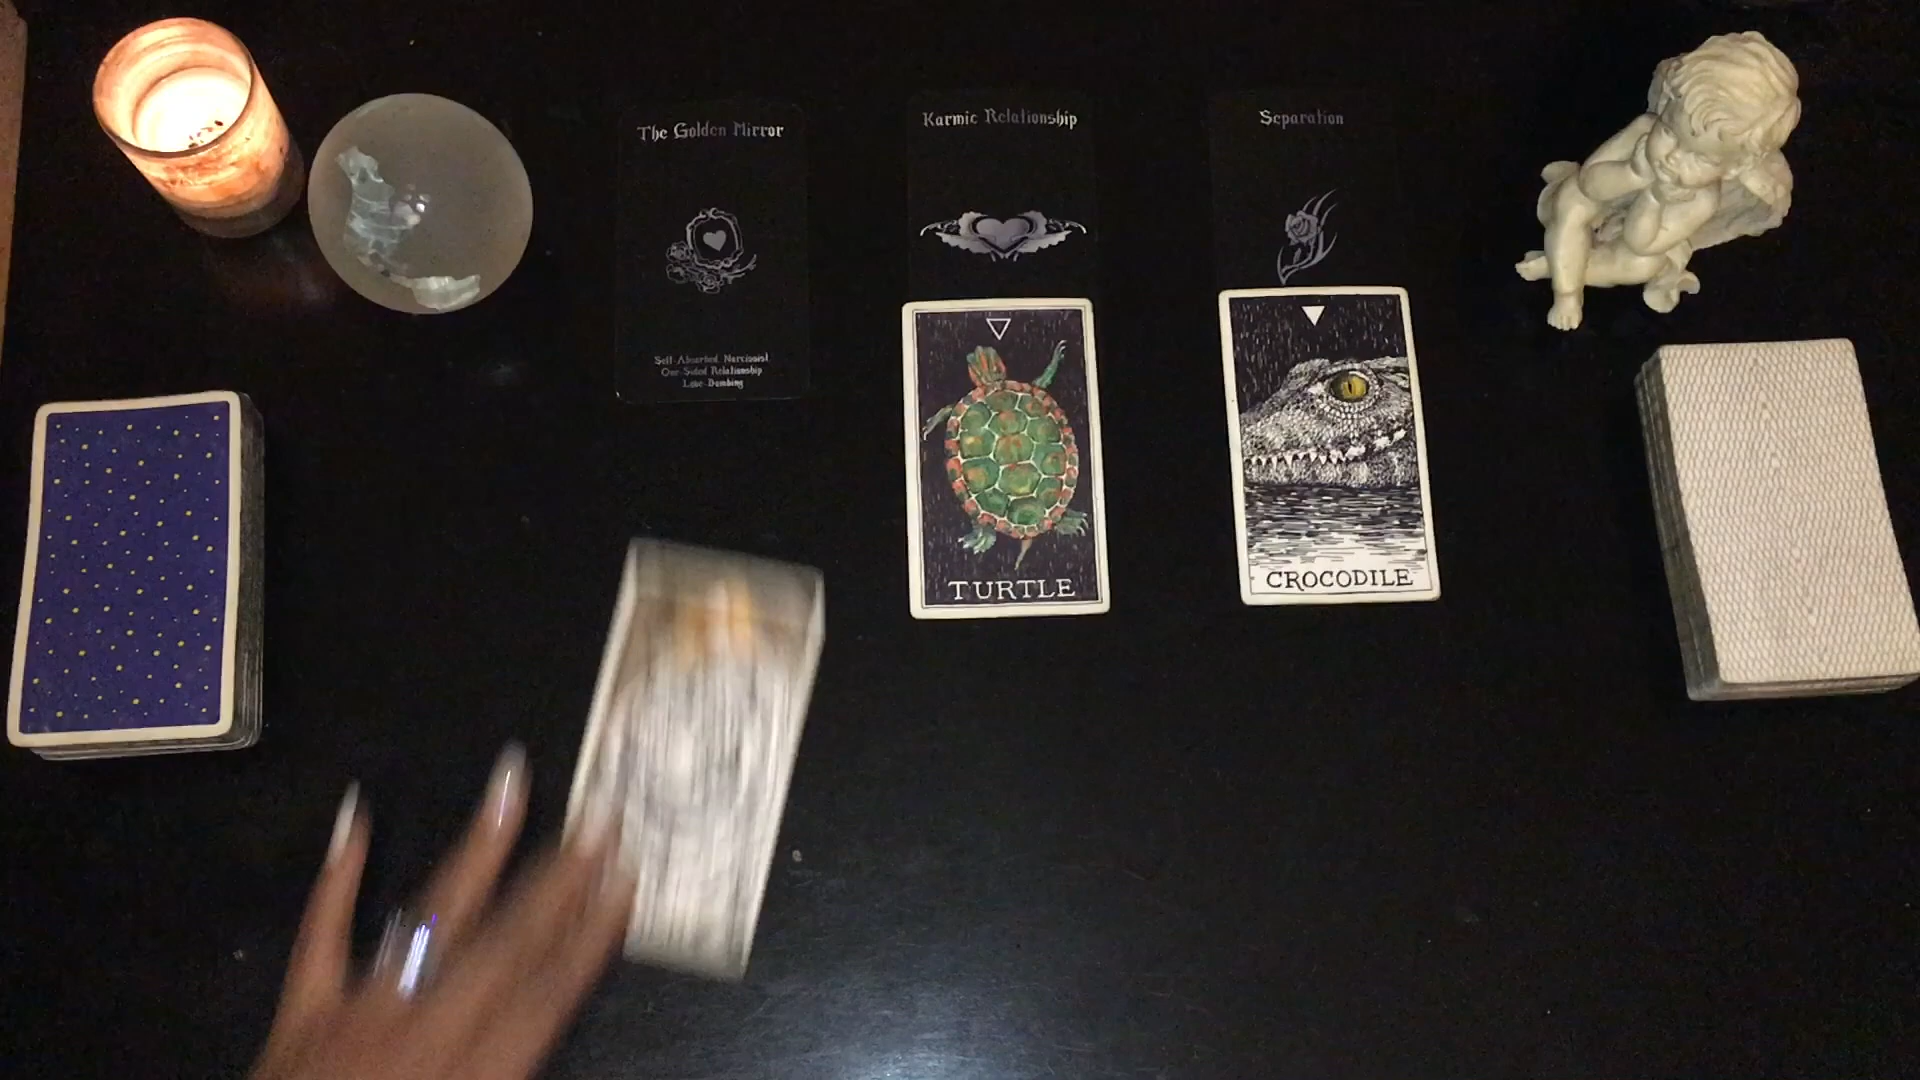 The Golden Mirror
Self-Absorbed Narcissist
One-Sided Relationship
Love-Bombing
Karmic Relationship
Separation
TURTLE
CROCODILE